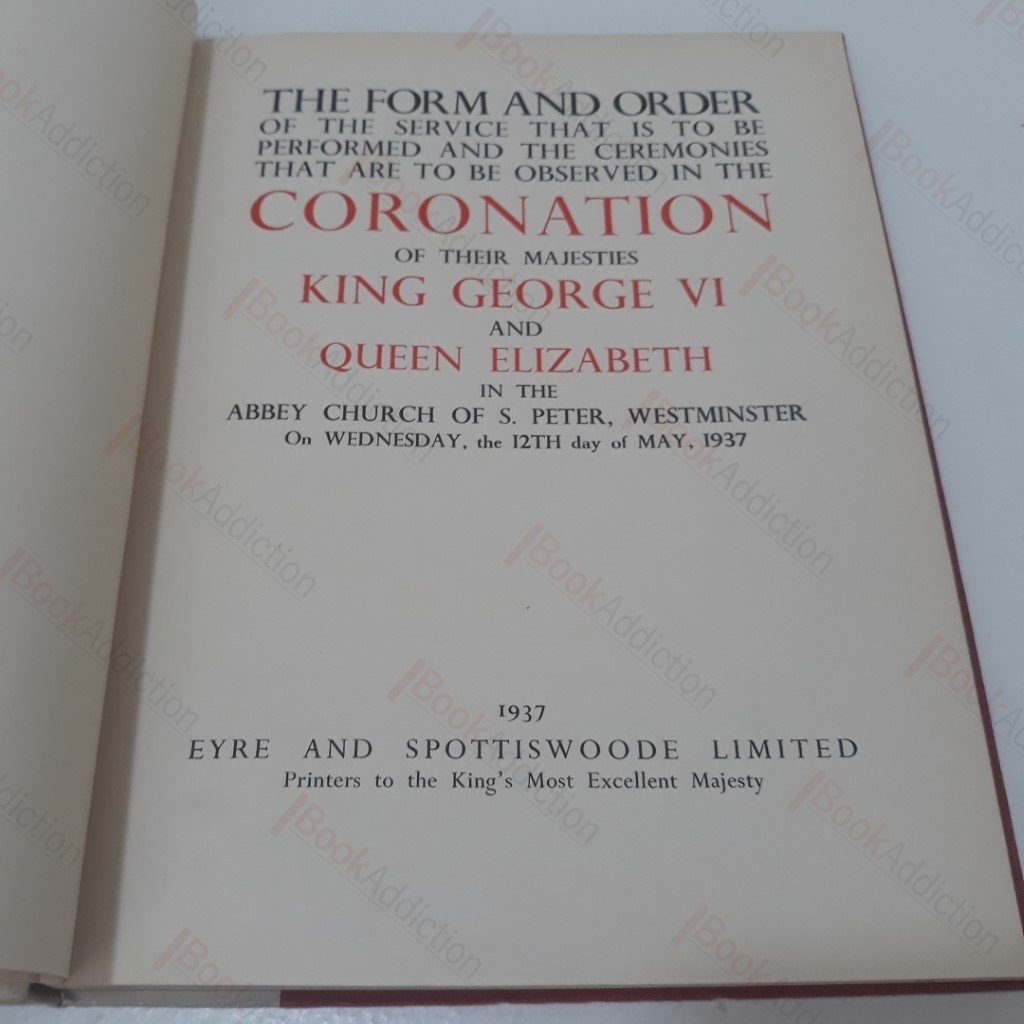 THE FORM AND ORDER
OF THE SERVICE THAT IS TO BE
PERFORMED AND THE CEREMONIES
THAT ARE TO BE OBSERVED IN THE
CORONATION
OF THEIR MAJESTIES
KING GEORGE VI
AND
QUEEN ELIZABETH
IN THE
ABBEY CHURCH OF S. PETER, WESTMINSTER
On WEDNESDAY, the 12TH day of MAY, 1937
1937
EYRE AND SPOTTISWOODE LIMITED
Printers to the King's Most Excellent Majesty
BookAddiction